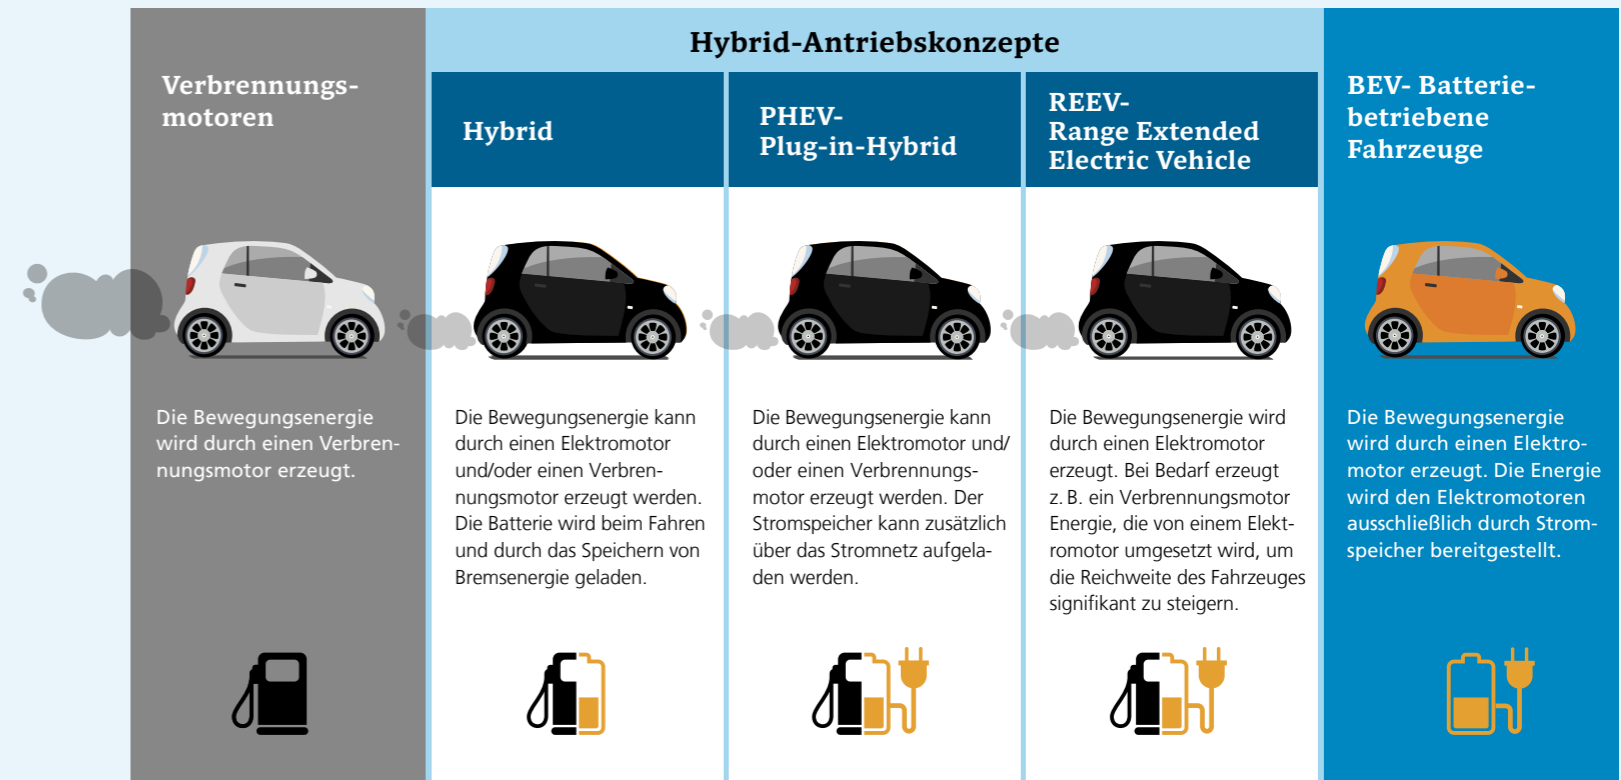 Hybrid-Antriebskonzepte
Verbrennungs-
motoren
Die Bewegungsenergie
wird durch einen Verbren-
nungsmotor erzeugt.
Hybrid
Die Bewegungsenergie kann
durch einen Elektromotor
und/oder einen Verbren-
nungsmotor erzeugt werden.
Die Batterie wird beim Fahren
und durch das Speichern von
Bremsenergie geladen.
PHEV-
Plug-in-Hybrid
Die Bewegungsenergie kann
durch einen Elektromotor und/
oder einen Verbrennungs-
motor erzeugt werden. Der
Stromspeicher kann zusätzlich
über das Stromnetz aufgela-
den werden.
REEV-
Range Extended
Electric Vehicle
Die Bewegungsenergie wird
durch einen Elektromotor
erzeugt. Bei Bedarf erzeugt
z. B. ein Verbrennungsmotor
Energie, die von einem Elekt-
romotor umgesetzt wird, um
die Reichweite des Fahrzeuges
signifikant zu steigern.
BEV- Batterie-
betriebene
Fahrzeuge
Die Bewegungsenergie
wird durch einen Elektro-
motor erzeugt. Die Energie
wird den Elektromotoren
ausschließlich durch Strom-
speicher bereitgestellt.